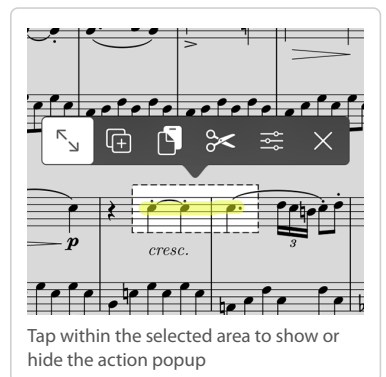 p
cresc.
3
Tap within the selected area to show or
hide the action popup